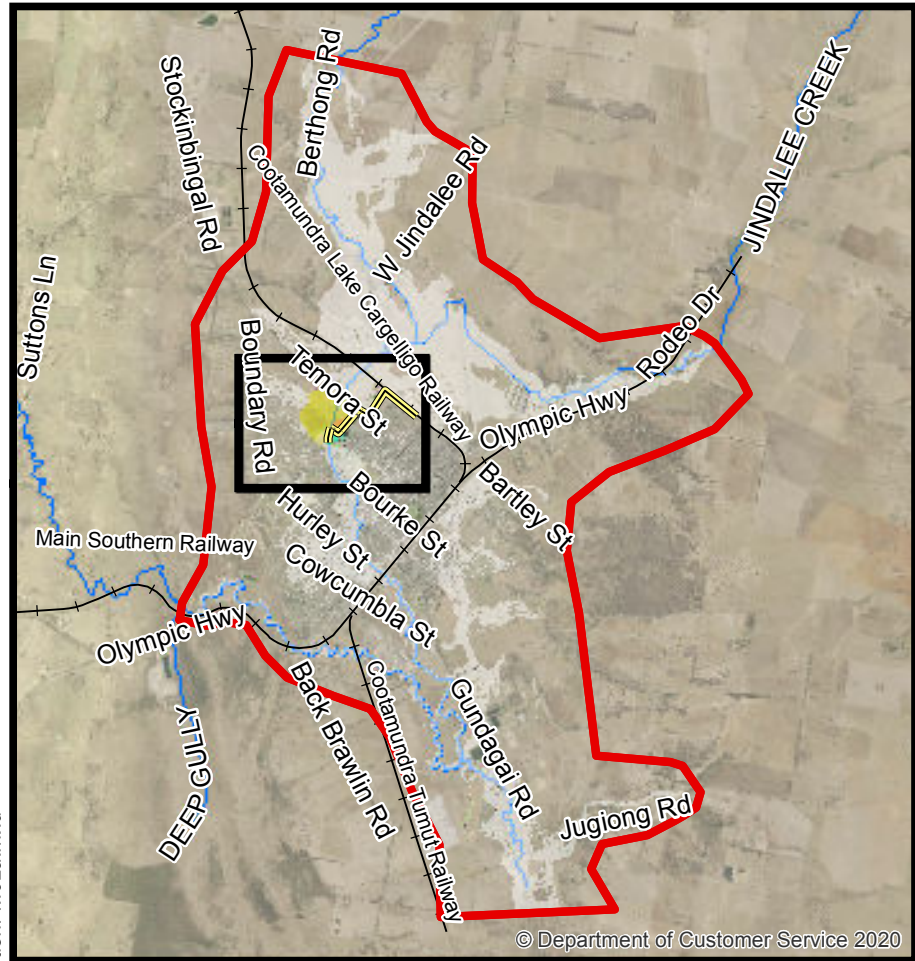 Berthong Rd
Stockinbingal Rd
JINDALEE CREEK
Cootamundra Lake Cargelligo Railway
W Jindalee Rd
Suttons Ln
Rodeo Dr
Boundary Rd
Temora St
Olympic Hwy
Bartley St
Bourke St
Hurley St
Main Southern Railway
Cowcumbla St
Olympic Hwy
Back Brawlin Rd
Cootamundra Tumut Railway
Gundagai Rd
DEEP GULLY
Jugiong Rd
© Department of Customer Service 2020